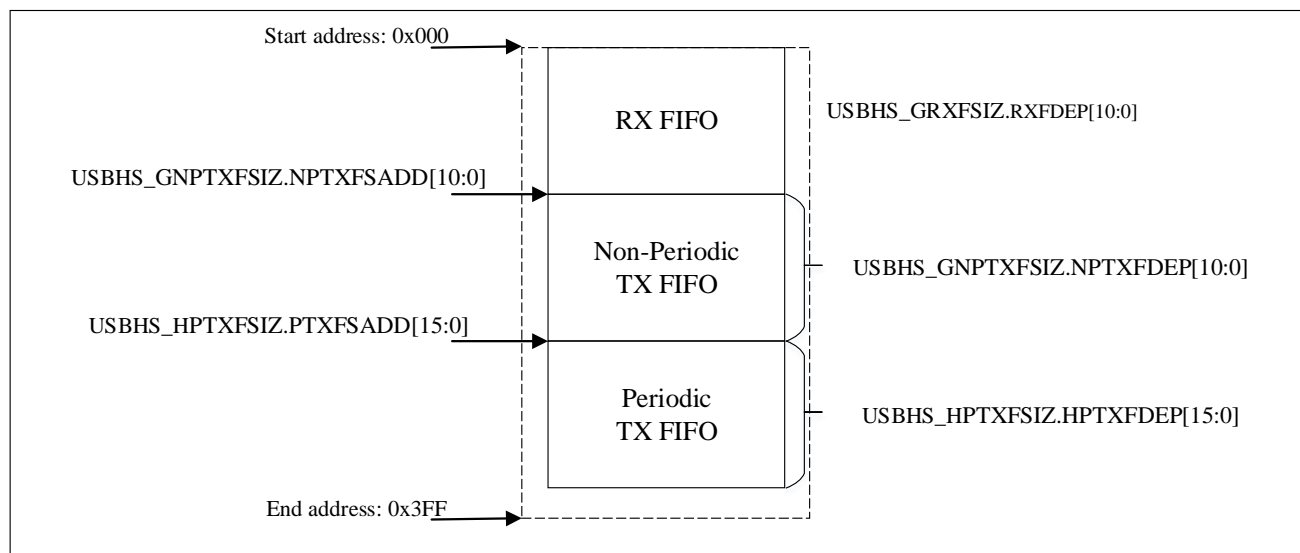 Start address: 0x000
RX FIFO
USBHS_GRXFSIZ.RXFDEP[10:0]
USBHS_GNPTXFSIZ.NPTXFSADD[10:0]
Non-Periodic
TX FIFO
USBHS_GNPTXFSIZ.NPTXFDEP[10:0]
USBHS_HPTXFSIZ.PTXFSADD[15:0]
Periodic
TX FIFO
USBHS_HPTXFSIZ.HPTXFDEP[15:0]
End address: 0x3FF